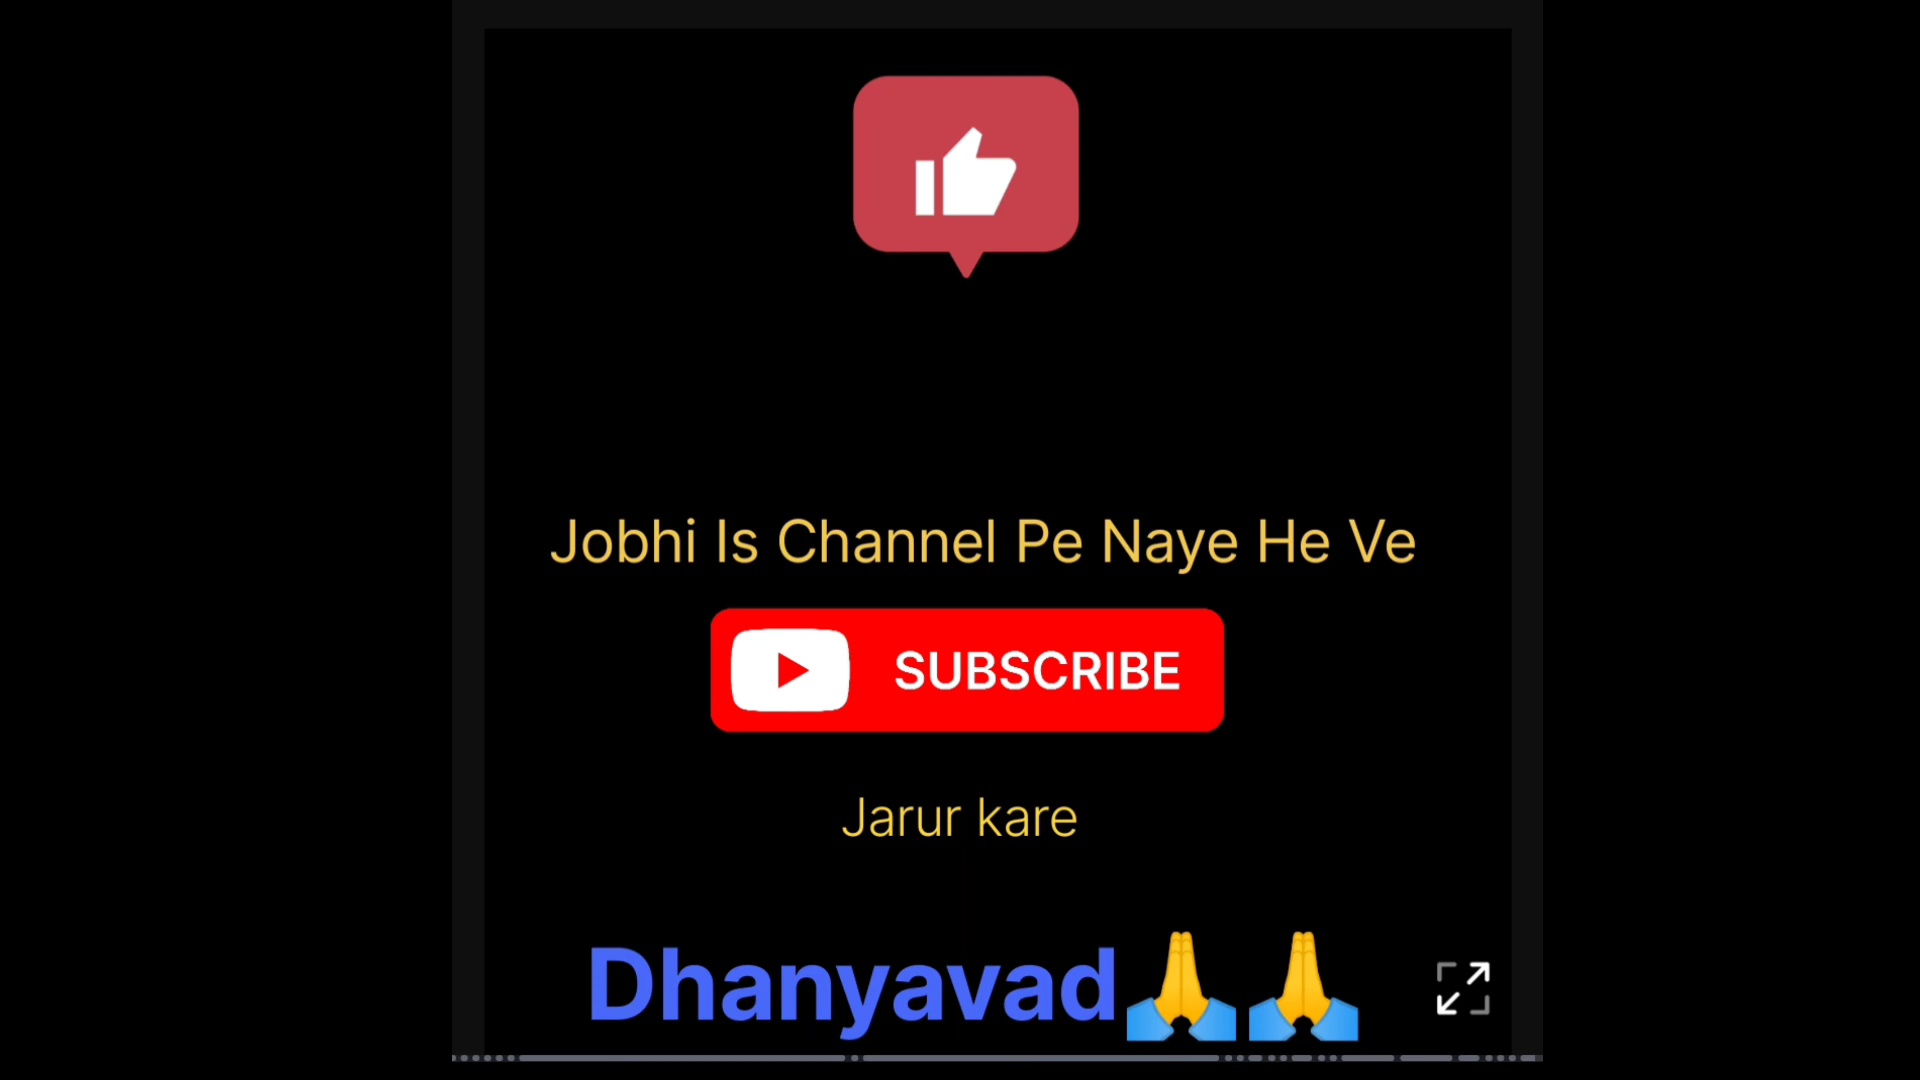 Jobhi Is Channel Pe Naye He Ve
SUBSCRIBE
Jarur kare
Dhanyavad🙏🙏